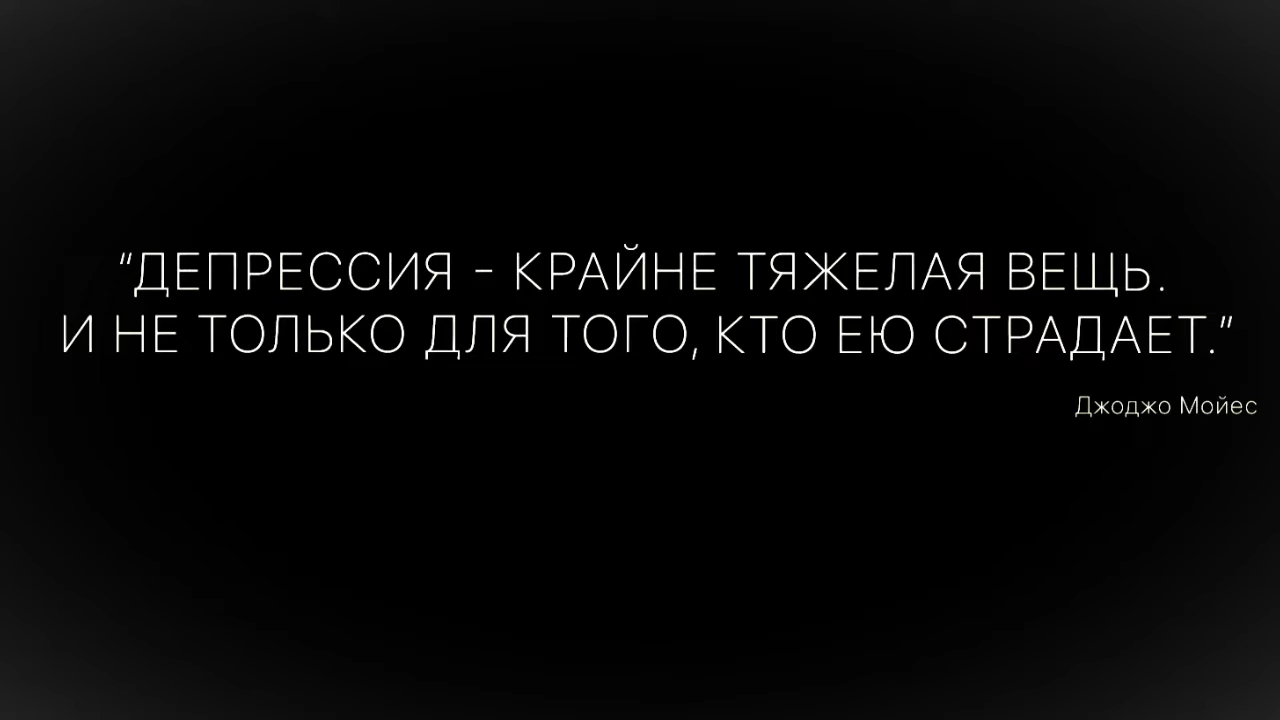 “ДЕПРЕССИЯ - КРАЙНЕ ТЯЖЕЛАЯ ВЕЩЬ.
И НЕ ТОЛЬКО ДЛЯ ТОГО, КТО ЕЮ СТРАДАЕТ.”
Джоджо Мойес